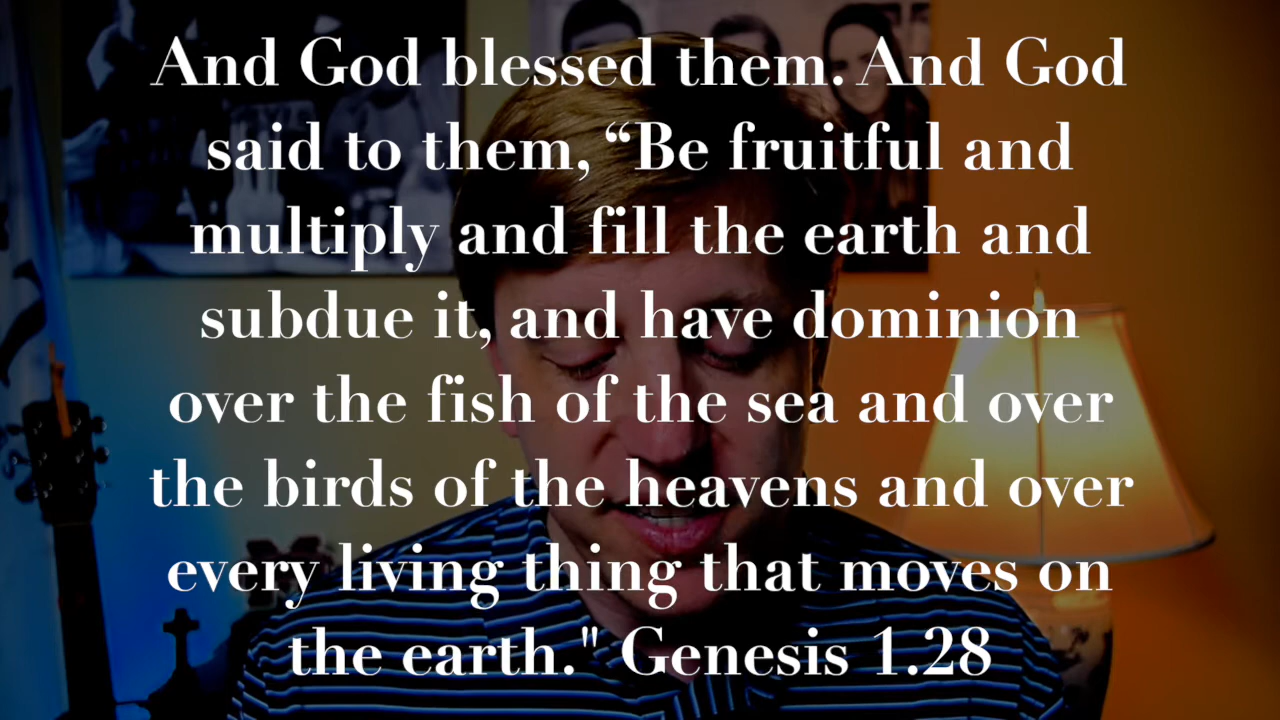 And God blessed them. And God
said to them, “Be fruitful and
multiply and fill the earth and
subdue it, and have dominion
over the fish of the sea and over
the birds of the heavens and over
every living thing that moves on
the earth." Genesis 1.28